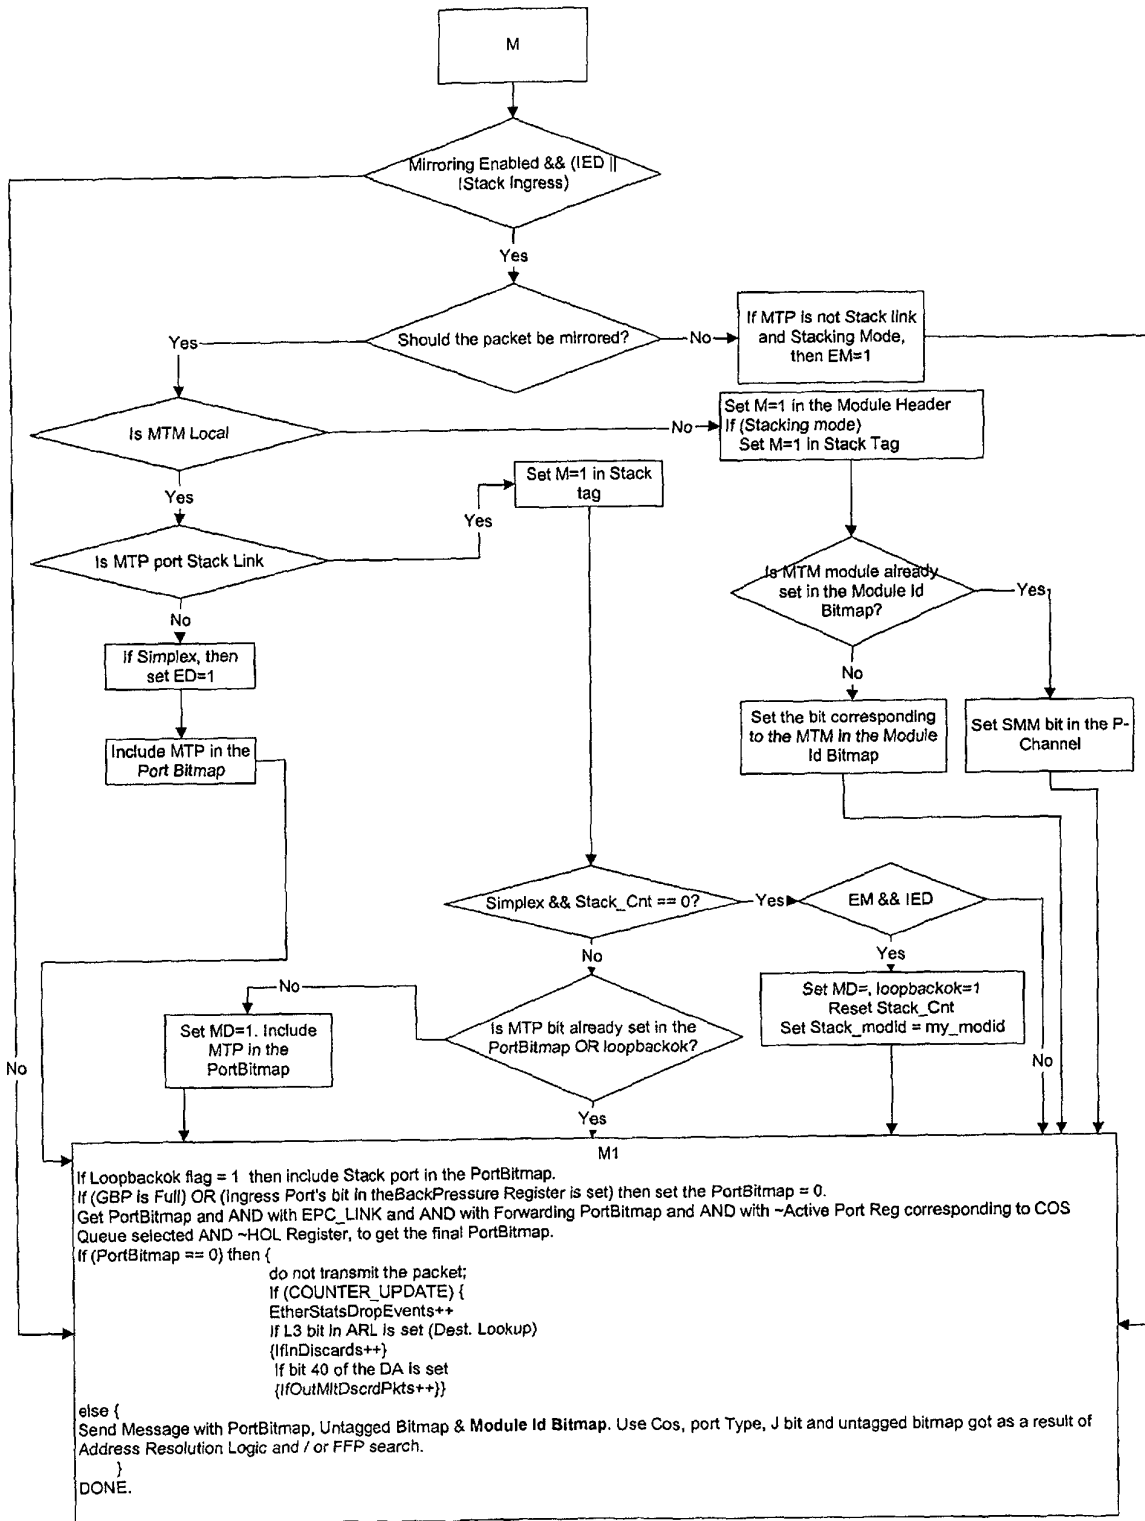 M
Mirroring Enabled && (IED ||
!Stack Ingress)
Yes
Should the packet be mirrored?
Yes
No
If MTP is not Stack link
and Stacking Mode,
then EM=1
Is MTM Local
No
Set M=1 in the Module Header
If (Stacking mode)
Set M=1 in Stack Tag
Yes
Set M=1 in Stack
tag
Yes
Is MTP port Stack Link
Is MTM module already
set in the Module Id
Bitmap?
Yes
No
If Simplex, then
set ED=1
No
Include MTP in the
Port Bitmap
Set the bit corresponding
to the MTM in the Module
Id Bitmap
Set SMM bit in the P-
Channel
Simplex && Stack_Cnt == 0?
Yes
EM && IED
No
Yes
No
Set MD=, loopbackok=1
Reset Stack_Cnt
Set Stack_modid = my_modid
Is MTP bit already set in the
PortBitmap OR loopbackok?
Set MD=1. Include
MTP in the
PortBitmap
No
No
Yes
M1
If Loopbackok flag = 1 then include Stack port in the PortBitmap.
If (GBP is Full) OR (Ingress Port's bit in theBackPressure Register is set) then set the PortBitmap = 0.
Get PortBitmap and AND with EPC_LINK and AND with Forwarding PortBitmap and AND with ~Active Port Reg corresponding to COS
Queue selected AND ~HOL Register, to get the final PortBitmap.
If (PortBitmap == 0) then {
do not transmit the packet;
If (COUNTER_UPDATE) {
EtherStatsDropEvents++
If L3 bit in ARL is set (Dest. Lookup)
{IfInDiscards++}
If bit 40 of the DA is set
{IfOutMltDscrdPkts++}}
else {
Send Message with PortBitmap, Untagged Bitmap & Module Id Bitmap. Use Cos, port Type, J bit and untagged bitmap got as a result of
Address Resolution Logic and / or FFP search.
}
DONE.